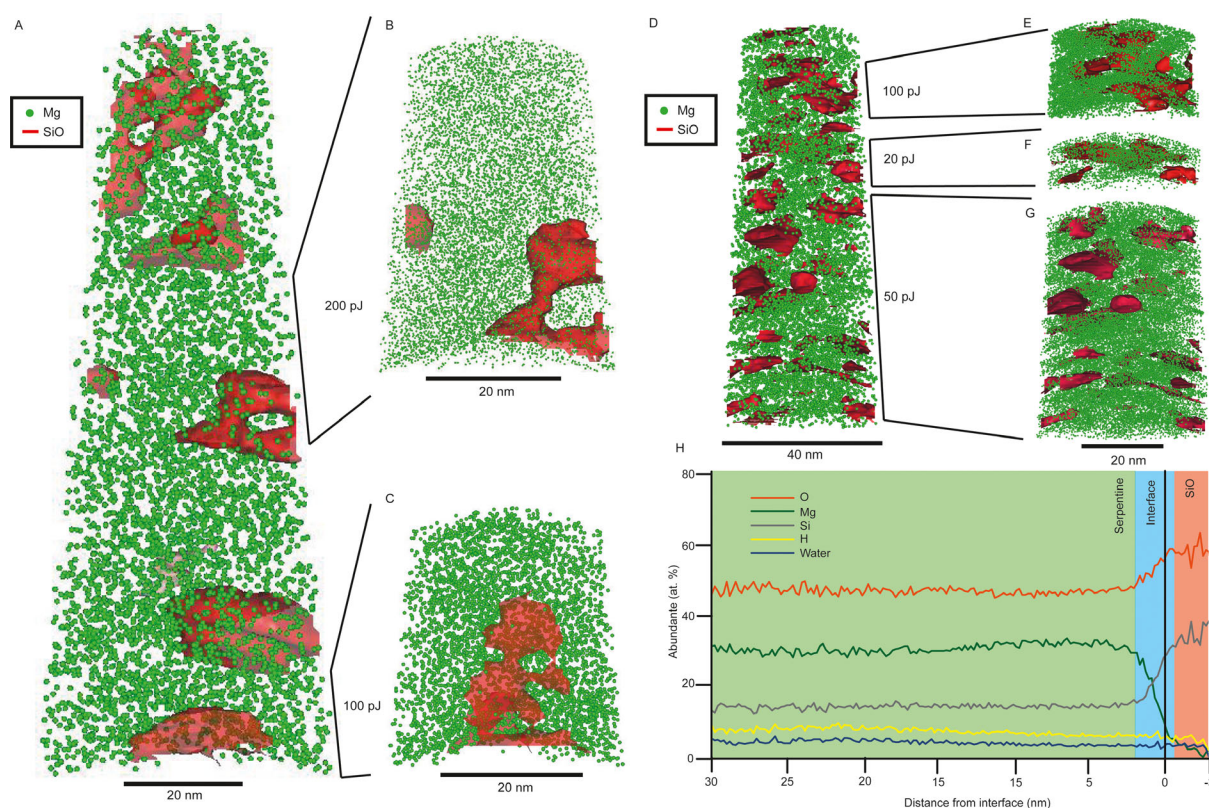 A
Mg
SiO
200 pJ
100 pJ
20 nm
B
20 nm
C
20 nm
D
Mg
SiO
100 pJ
20 pJ
50 pJ
40 nm
E
F
G
20 nm
H
Abundante (at. %)
80
60
40
20
0
O
Mg
Si
H
Water
Serpentine
Interface
SiO
30
25
20
15
10
5
0
Distance from interface (nm)